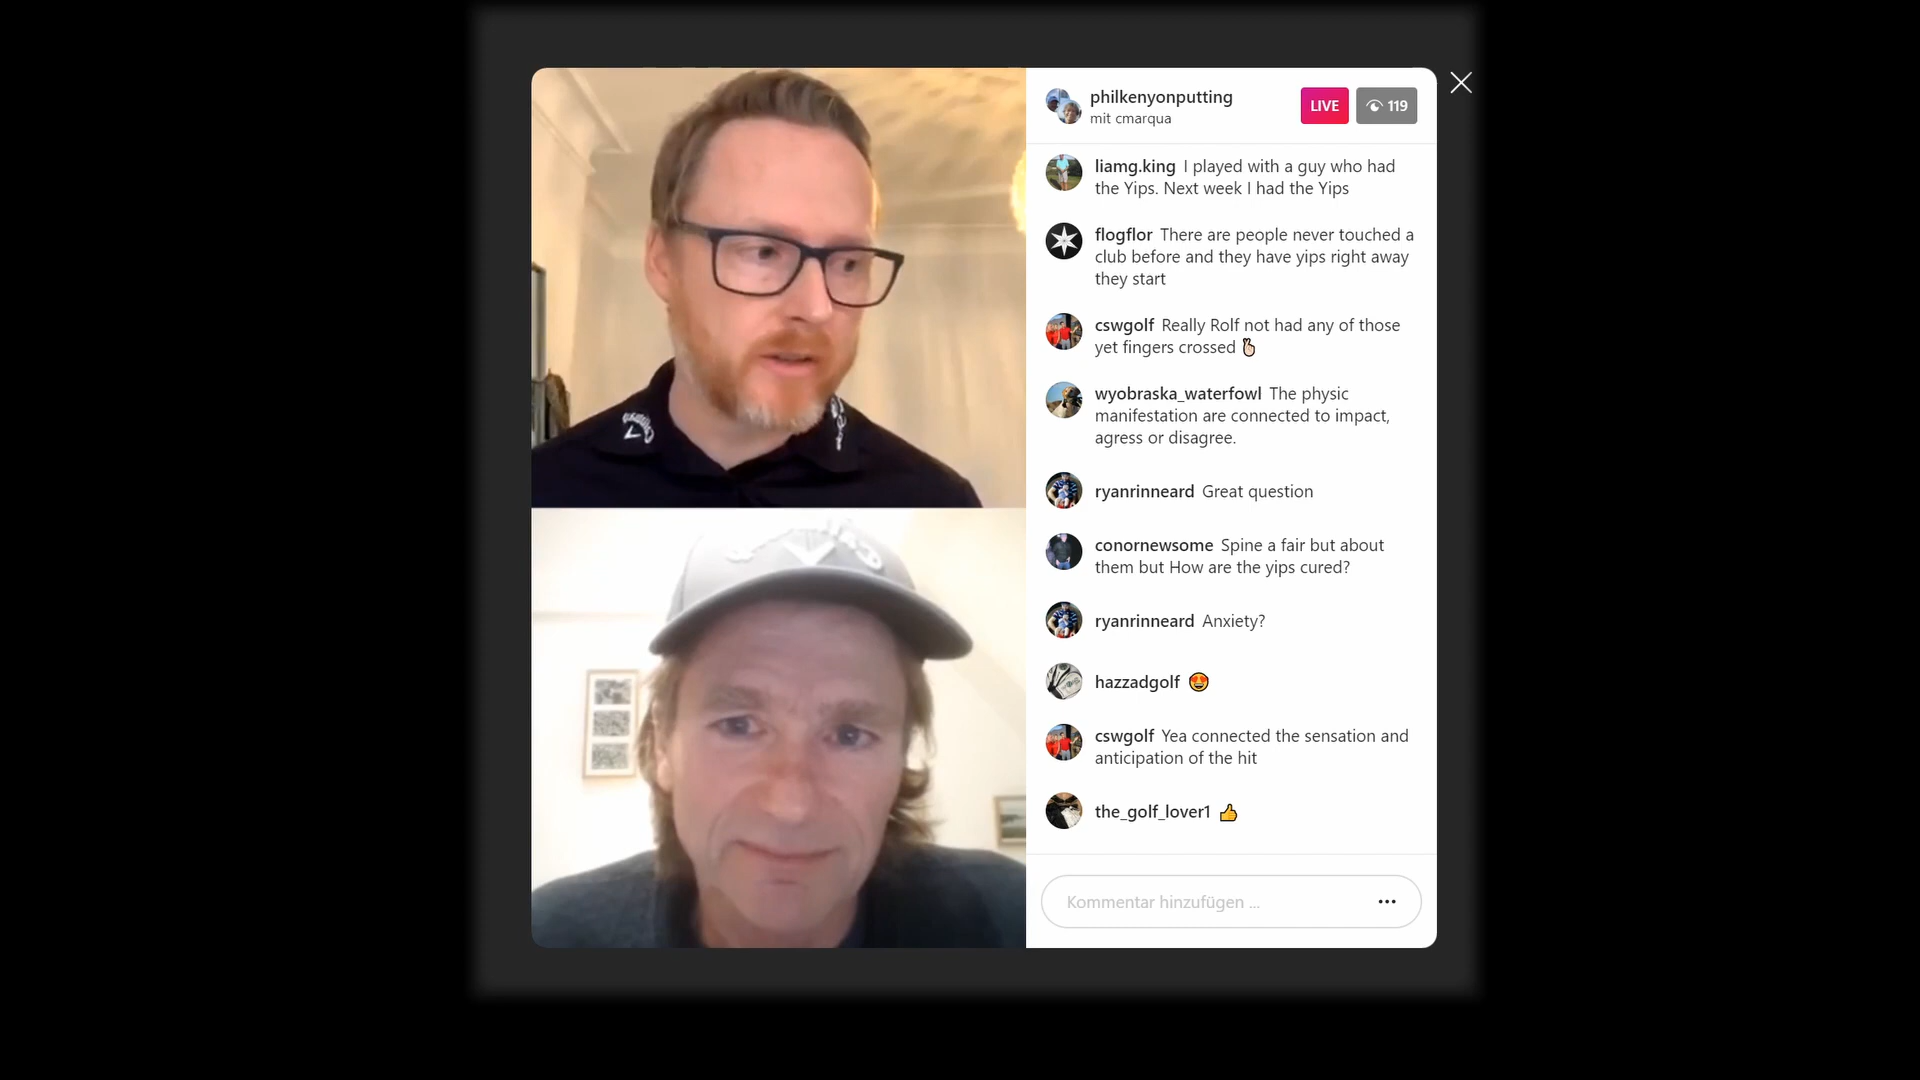 philkenyonputting
mit cmarqua
LIVE
119
liamg.king I played with a guy who had
the Yips. Next week I had the Yips
flogflor There are people never touched a
club before and they have yips right away
they start
cswgolf Really Rolf not had any of those
yet fingers crossed
wyobraska_waterfowl The physic
manifestation are connected to impact,
agress or disagree.
ryanrinneard Great question
conornewsome Spine a fair but about
them but How are the yips cured?
ryanrinneard Anxiety?
hazzadgolf 😍
cswgolf Yea connected the sensation and
anticipation of the hit
the_golf_lover1 👍
Kommentar hinzufügen ...